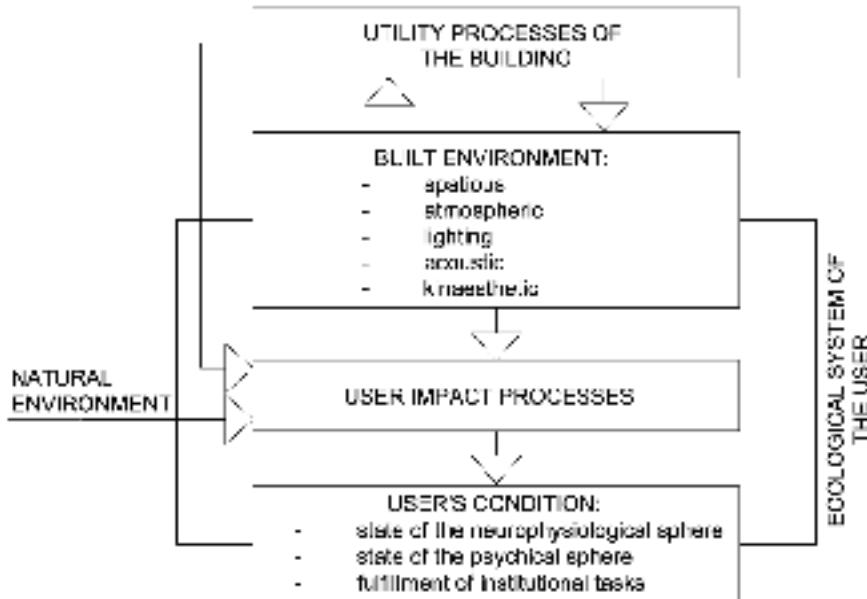 UTILITY PROCESSES OF
THE BUILDING
BUILT ENVIRONMENT:
- spatious
- atmospheric
- lighting
- acoustic
- kinaesthetic
NATURAL
ENVIRONMENT
USER IMPACT PROCESSES
USER'S CONDITION:
- state of the neurophysiological sphere
- state of the psychical sphere
- fulfillment of institutional tasks
ECOLOGICAL SYSTEM OF
THE USER